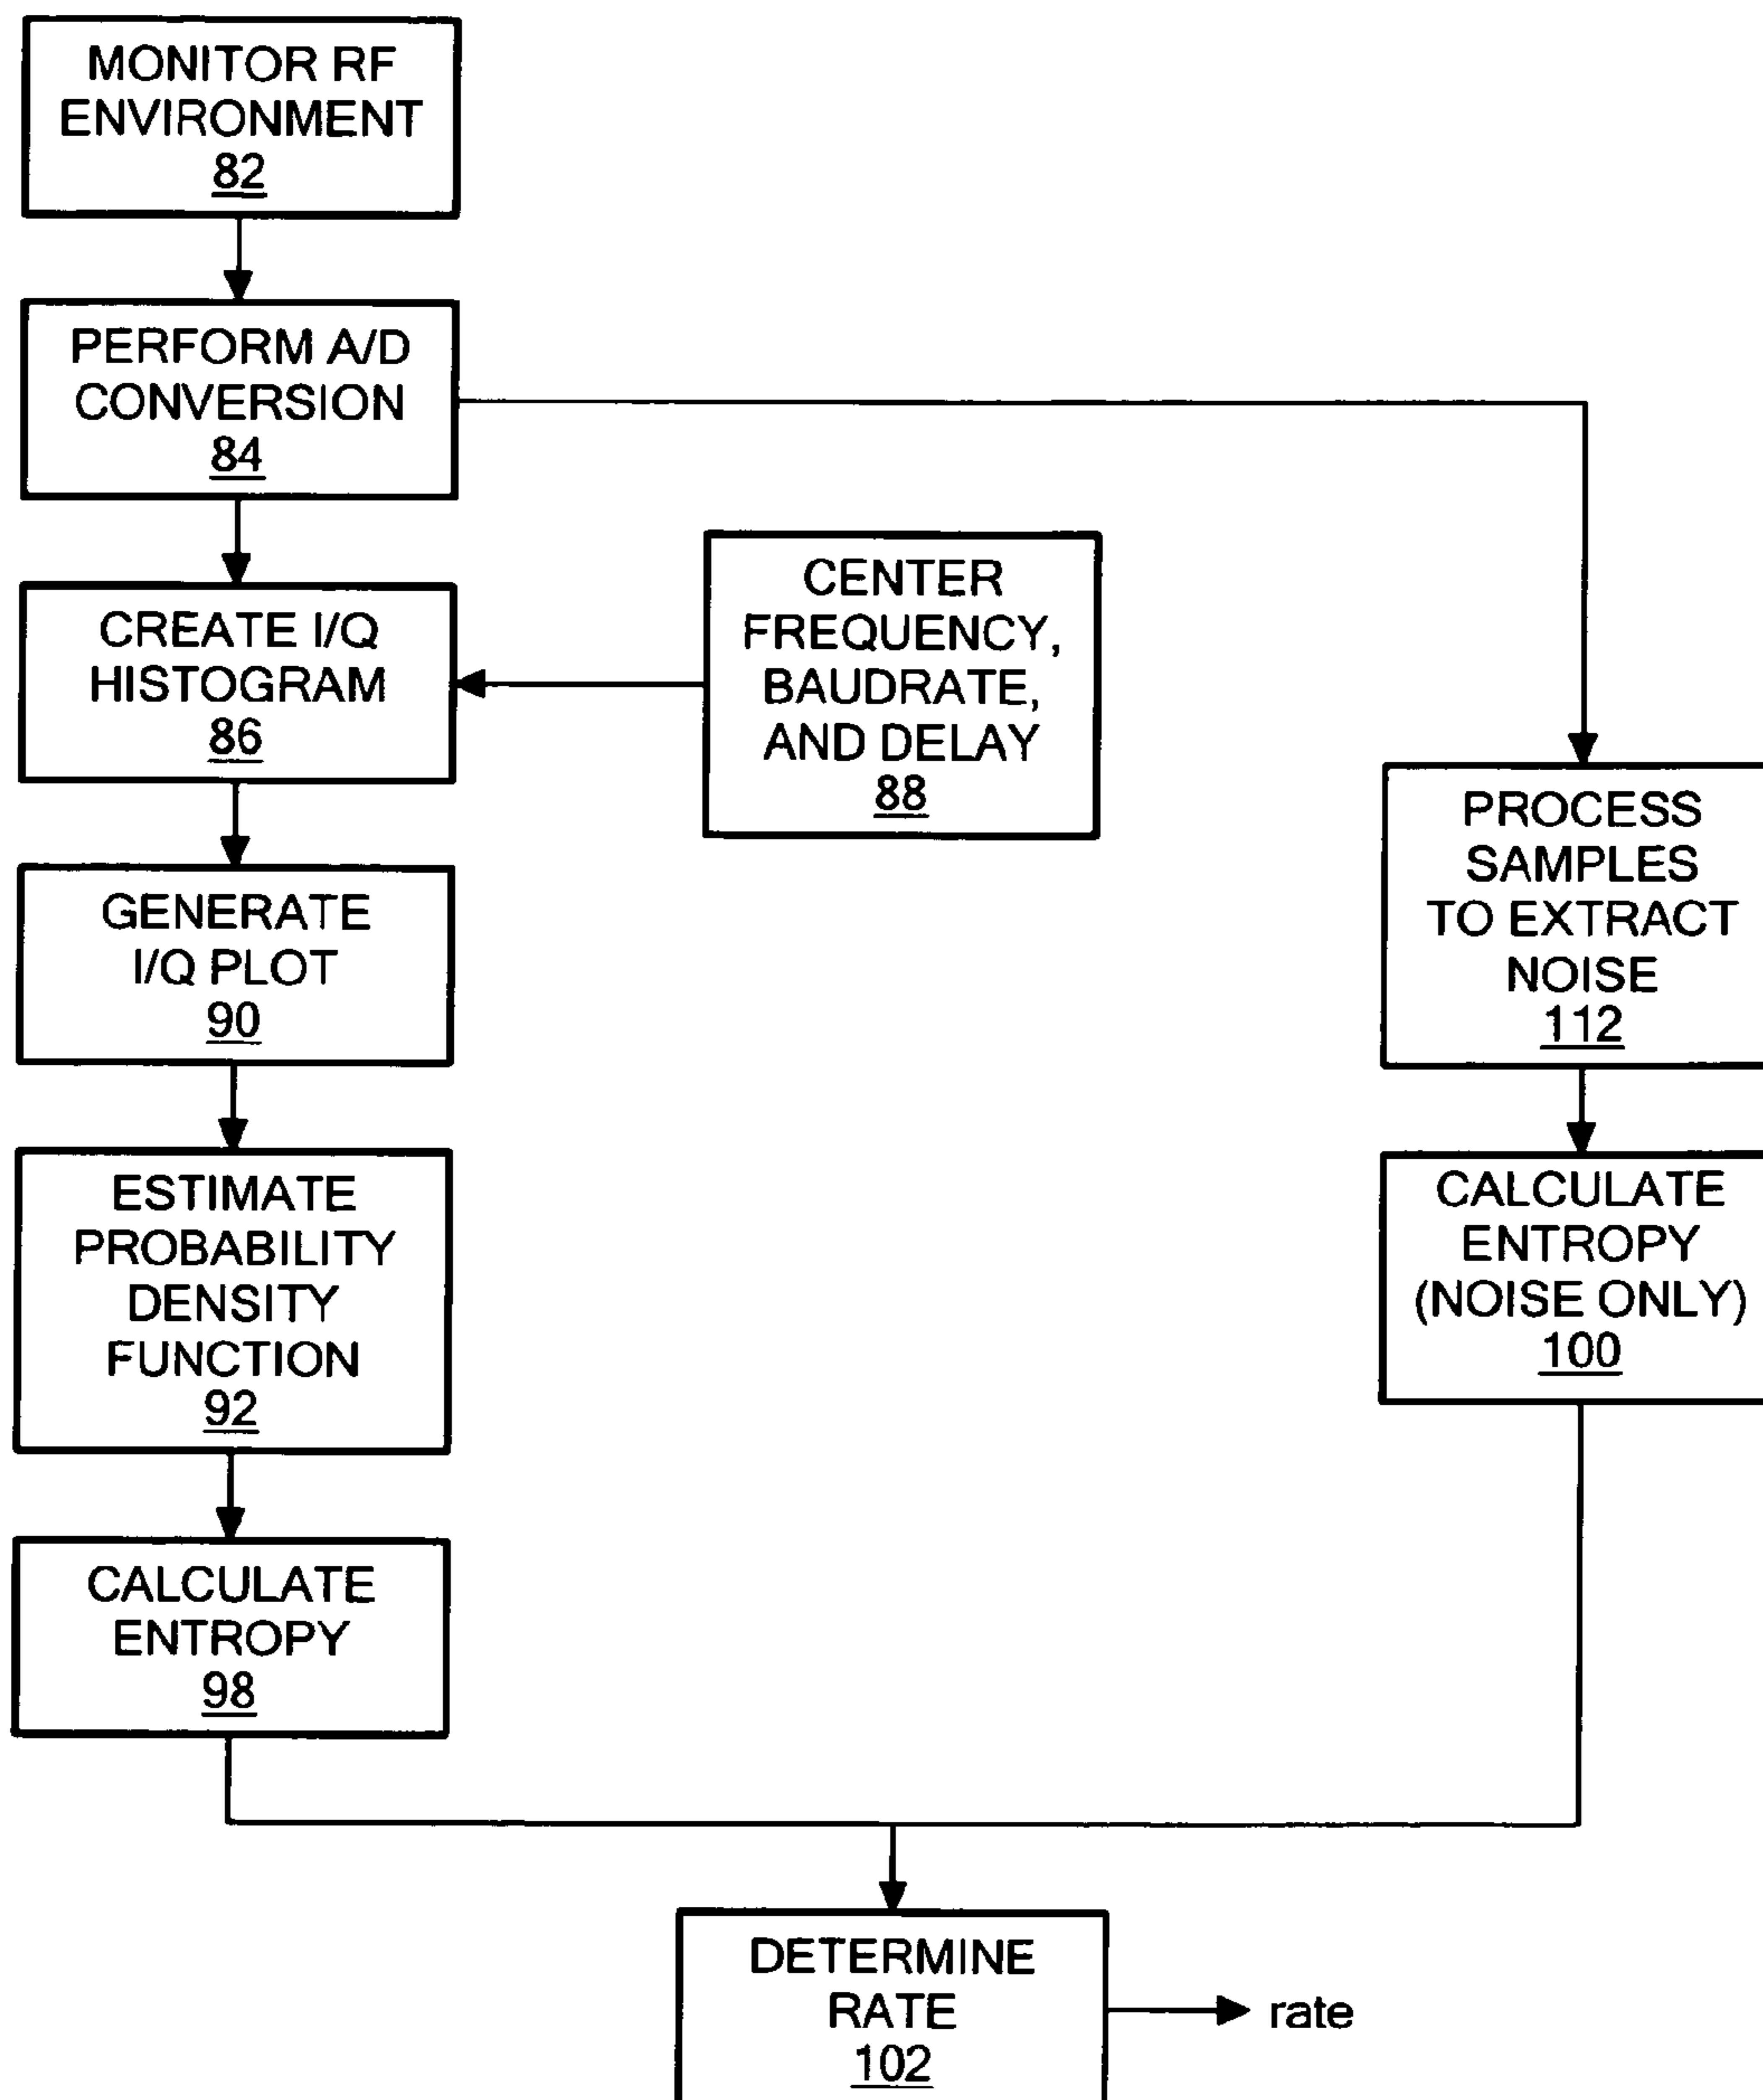 MONITOR RF
ENVIRONMENT
82
PERFORM A/D
CONVERSION
84
CREATE I/Q
HISTOGRAM
86
CENTER
FREQUENCY,
BAUDRATE,
AND DELAY
88
GENERATE
I/Q PLOT
90
PROCESS
SAMPLES
TO EXTRACT
NOISE
112
ESTIMATE
PROBABILITY
DENSITY
FUNCTION
92
CALCULATE
ENTROPY
(NOISE ONLY)
100
CALCULATE
ENTROPY
98
DETERMINE
RATE
102
rate